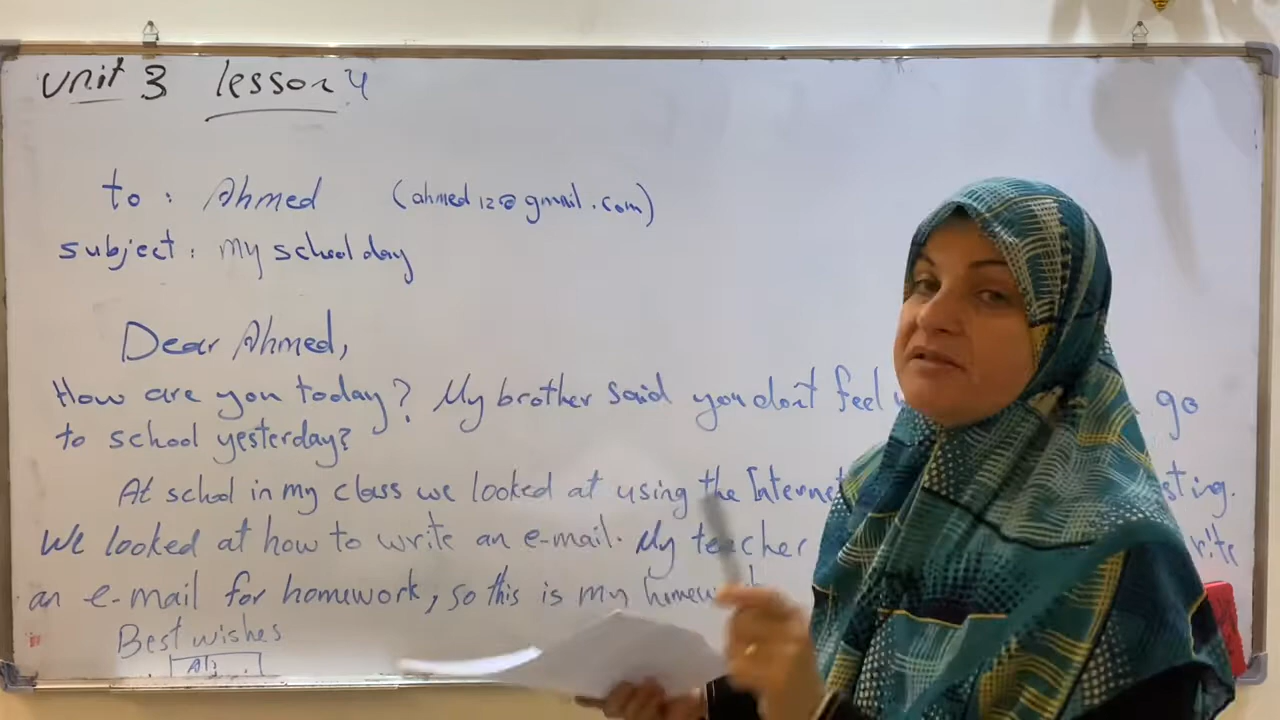 Unit 3 lesson 4
to : Ahmed (ahmed12@gmail.com)
subject : my school day
Dear Ahmed,
How are you today? My brother said you don't feel go
to school yesterday?
At school in my class we looked at using the Internet
We looked at how to write an e-mail. My teacher
an e-mail for homework, so this is my
Best wishes